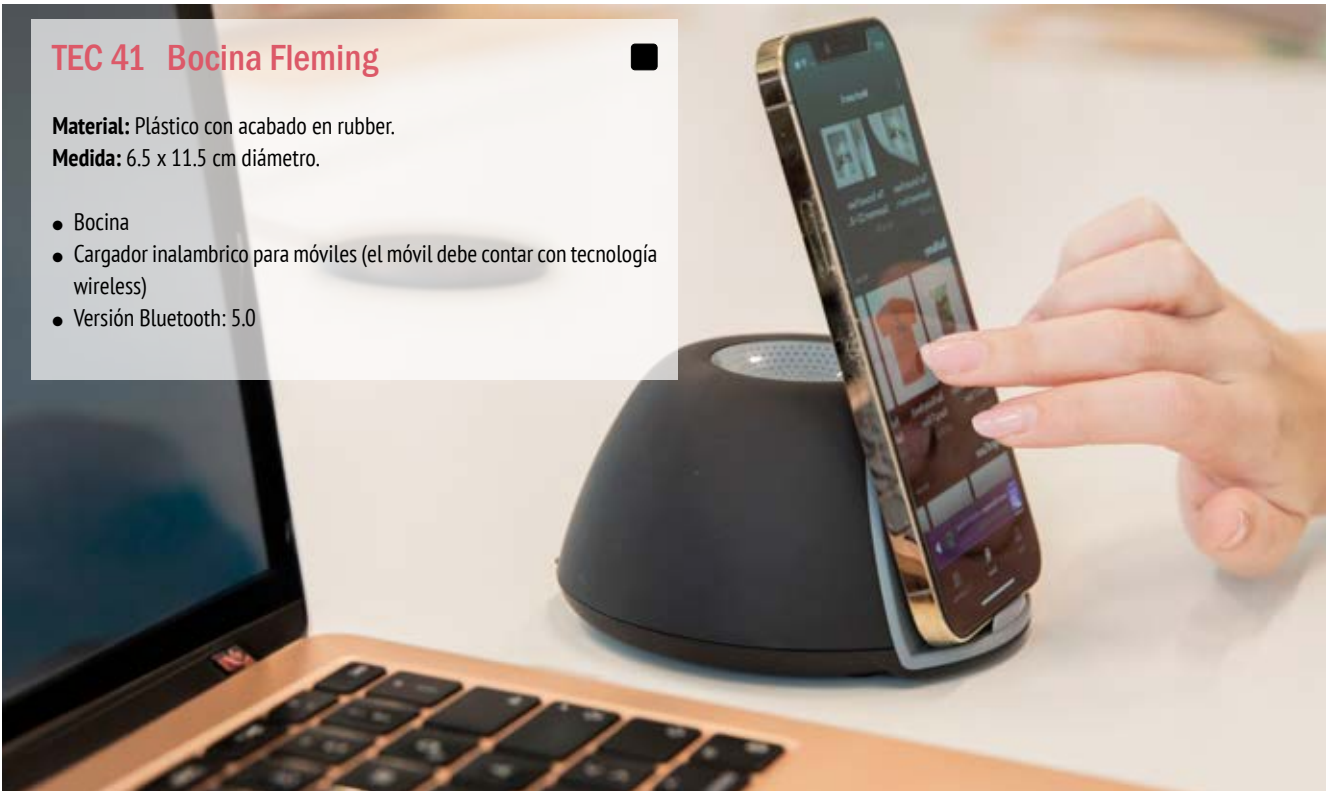 TEC 41 Bocina Fleming
Material: Plástico con acabado en rubber.
Medida: 6.5 x 11.5 cm diámetro.
● Bocina
● Cargador inalambrico para móviles (el móvil debe contar con tecnología
wireless)
● Versión Bluetooth: 5.0